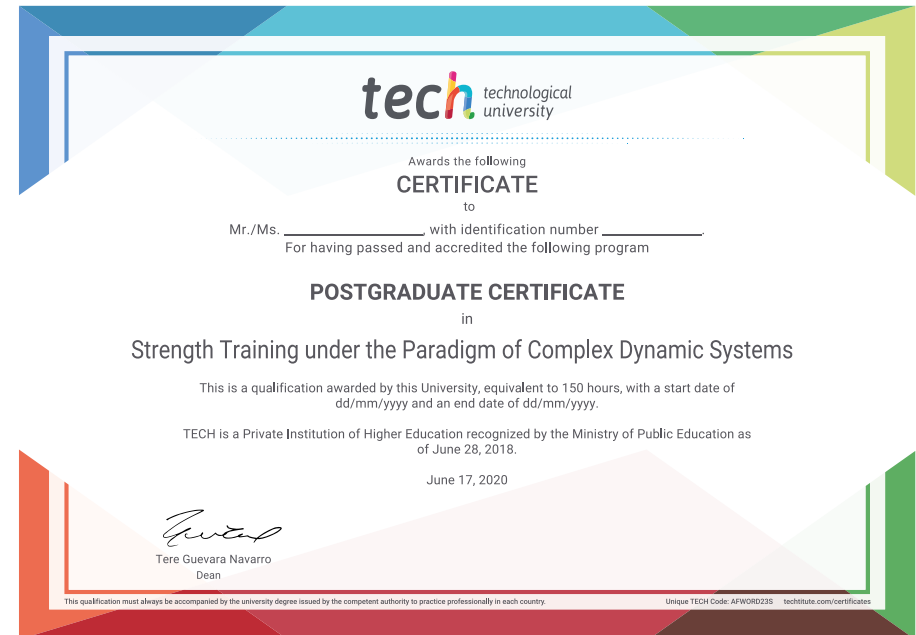 tech technological
university
Awards the following
CERTIFICATE
to
Mr./Ms. ____________________, with identification number ______________.
For having passed and accredited the following program
POSTGRADUATE CERTIFICATE
in
Strength Training under the Paradigm of Complex Dynamic Systems
This is a qualification awarded by this University, equivalent to 150 hours, with a start date of
dd/mm/yyyy and an end date of dd/mm/yyyy.
TECH is a Private Institution of Higher Education recognized by the Ministry of Public Education as
of June 28, 2018.
June 17, 2020
Tere Guevara Navarro
Dean
This qualification must always be accompanied by the university degree issued by the competent authority to practice professionally in each country. Unique TECH Code: AFWORD23S techtitute.com/certificates